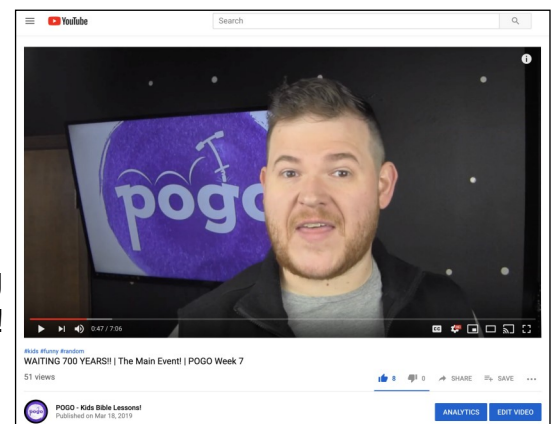 YouTube
Search
pogo
0:47 / 7:06
CC
#kids #funny #random
WAITING 700 YEARS!! | The Main Event! | POGO Week 7
51 views
8
0
SHARE
SAVE
pogo
POGO - Kids Bible Lessons!
Published on Mar 18, 2019
ANALYTICS
EDIT VIDEO